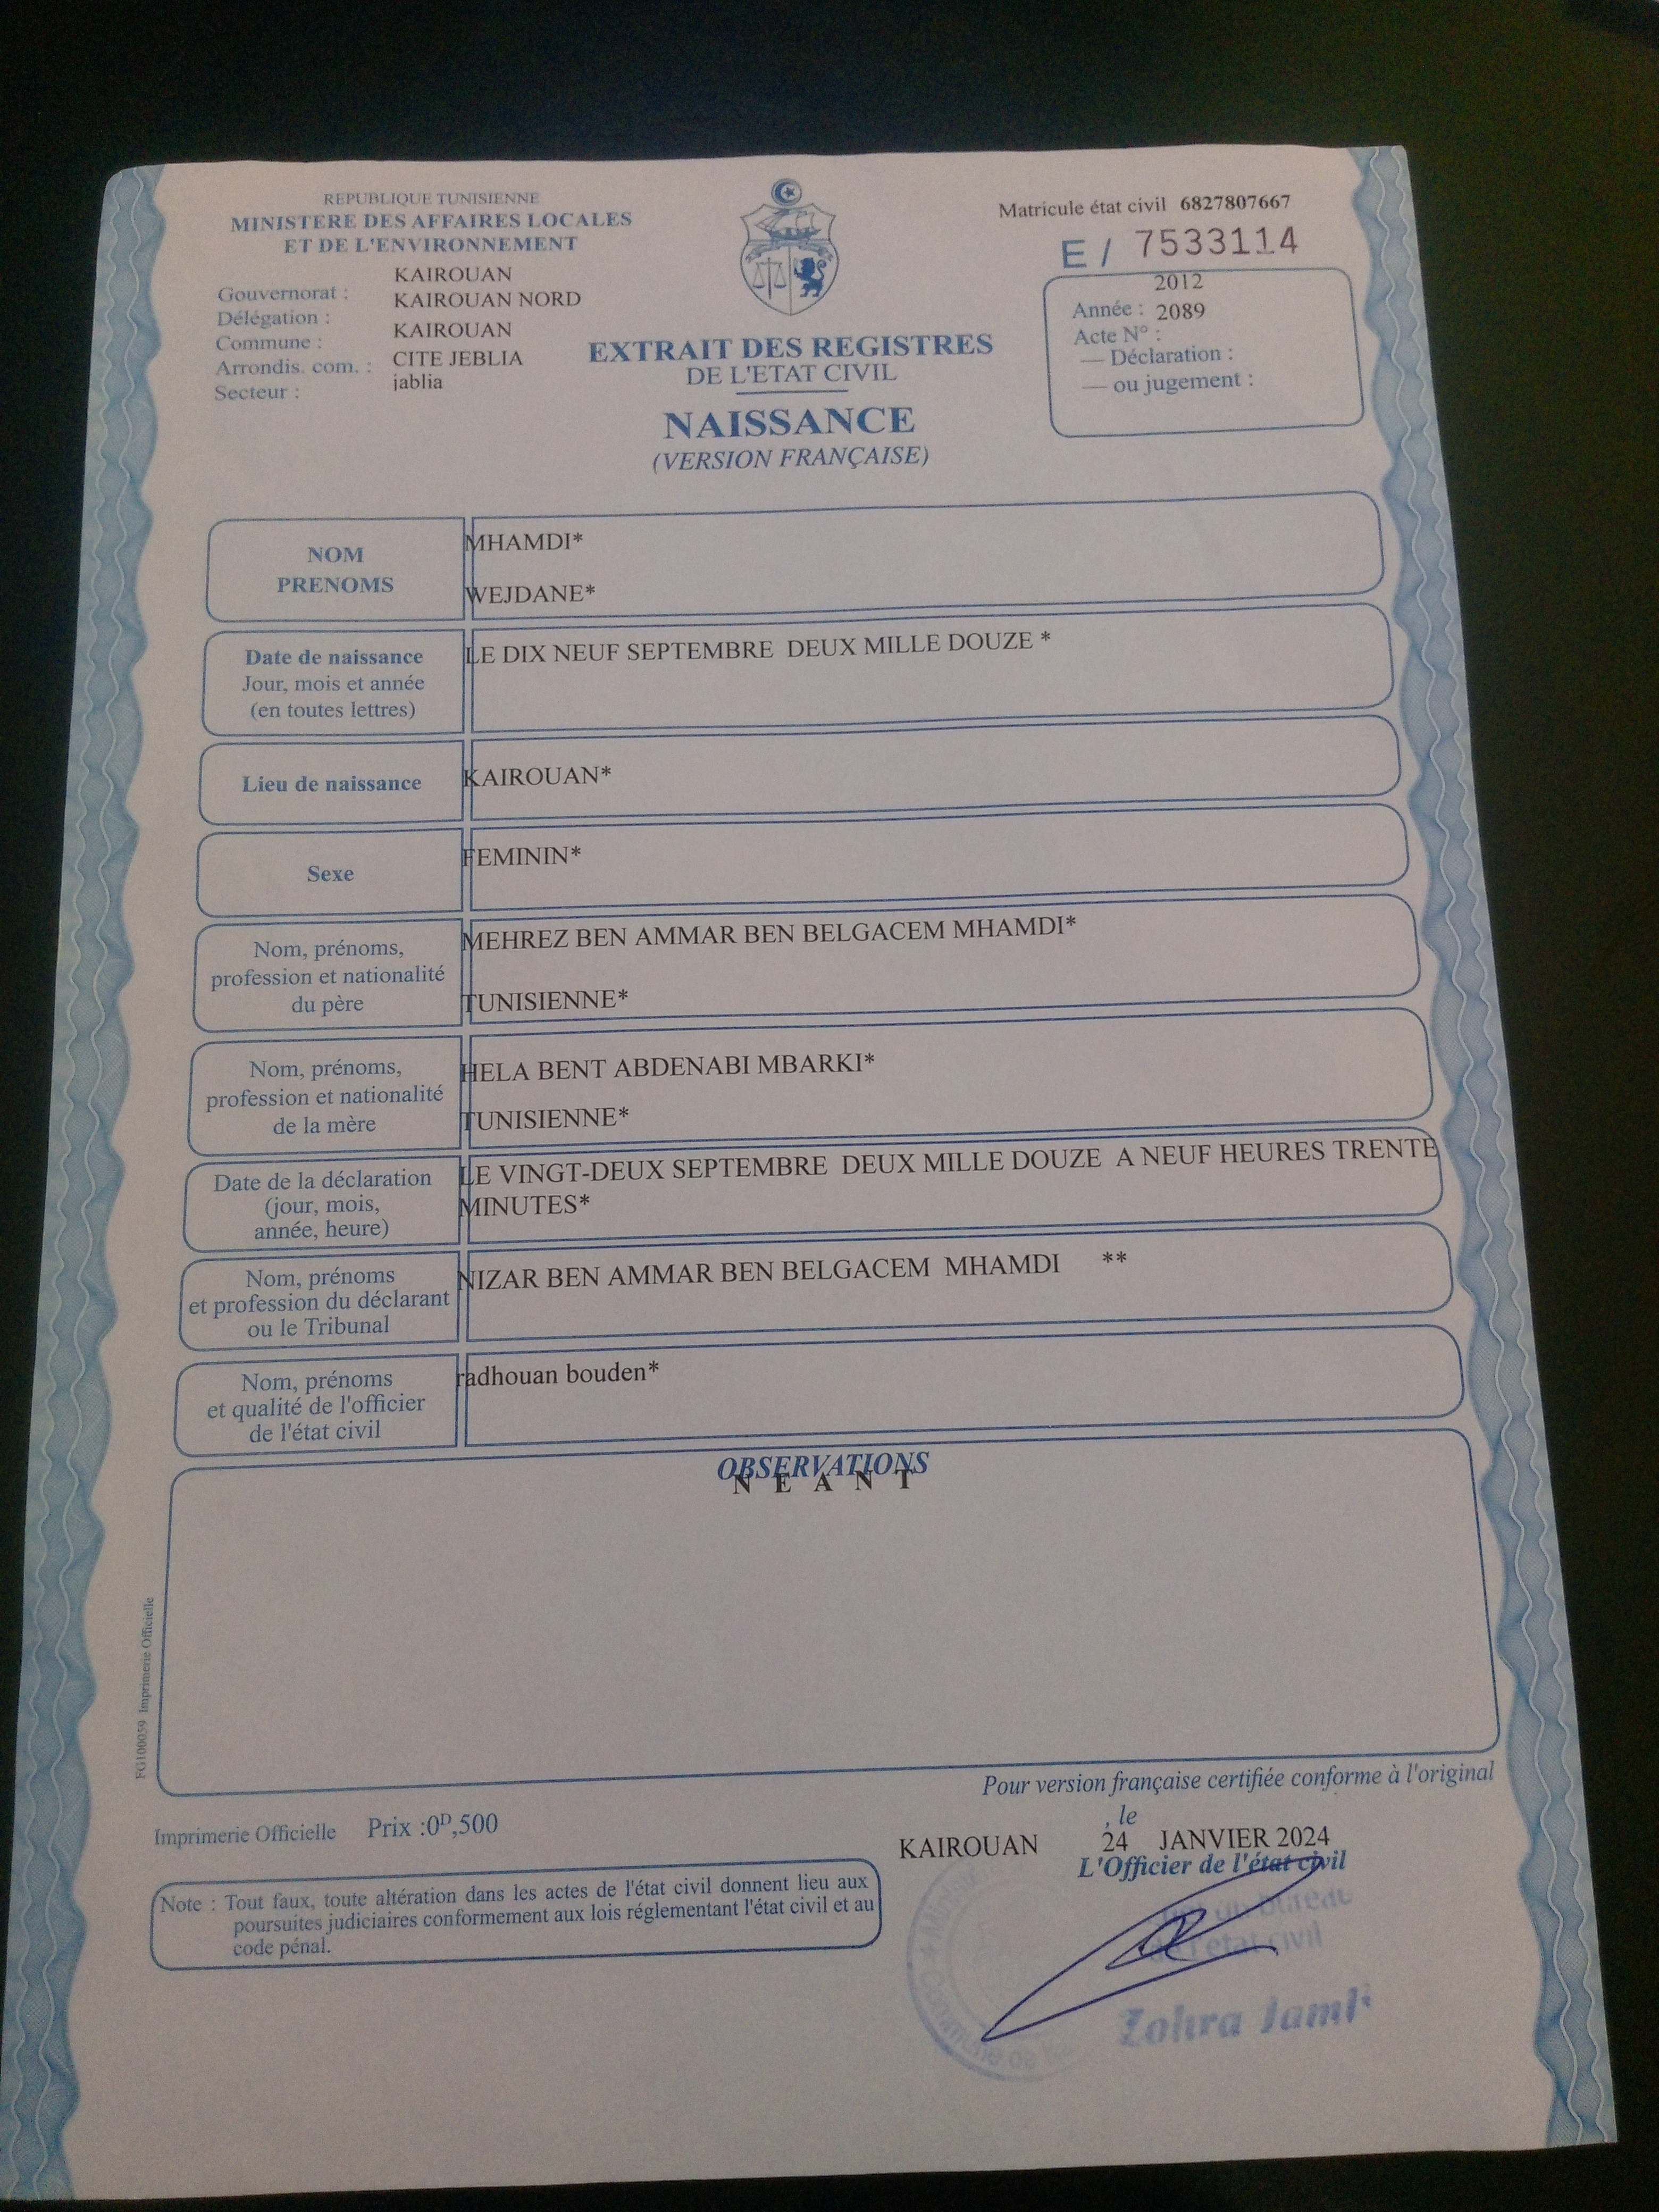 REPUBLIQUE TUNISIENNE
MINISTERE DES AFFAIRES LOCALES
ET DE L'ENVIRONNEMENT
Gouvernorat : KAIROUAN
Délégation : KAIROUAN NORD
Commune : KAIROUAN
Arrondis. com. : CITE JEBLIA
Secteur : jablia
Matricule état civil 6827807667
E / 7533114
2012
Année : 2089
Acte N° :
— Déclaration :
— ou jugement :
EXTRAIT DES REGISTRES
DE L'ETAT CIVIL
NAISSANCE
(VERSION FRANÇAISE)
NOM
PRENOMS
MHAMDI*
WEJDANE*
Date de naissance
Jour, mois et année
(en toutes lettres)
LE DIX NEUF SEPTEMBRE DEUX MILLE DOUZE *
Lieu de naissance
KAIROUAN*
Sexe
FEMININ*
Nom, prénoms,
profession et nationalité
du père
MEHREZ BEN AMMAR BEN BELGACEM MHAMDI*
TUNISIENNE*
Nom, prénoms,
profession et nationalité
de la mère
HELA BENT ABDENABI MBARKI*
TUNISIENNE*
Date de la déclaration
(jour, mois,
année, heure)
LE VINGT-DEUX SEPTEMBRE DEUX MILLE DOUZE A NEUF HEURES TRENTE
MINUTES*
Nom, prénoms
et profession du déclarant
ou le Tribunal
NIZAR BEN AMMAR BEN BELGACEM MHAMDI **
Nom, prénoms
et qualité de l'officier
de l'état civil
radhouan bouden*
OBSERVATIONS
N E A N T
FG100059 Imprimerie Officielle
Pour version française certifiée conforme à l'original
Imprimerie Officielle Prix :0ᴰ,500
, le
KAIROUAN 24 JANVIER 2024
L'Officier de l'état civil
Note : Tout faux, toute altération dans les actes de l'état civil donnent lieu aux
poursuites judiciaires conformement aux lois réglementant l'état civil et au
code pénal.
du bureau
de l'etat civil
Zohra Jamli
Commune de